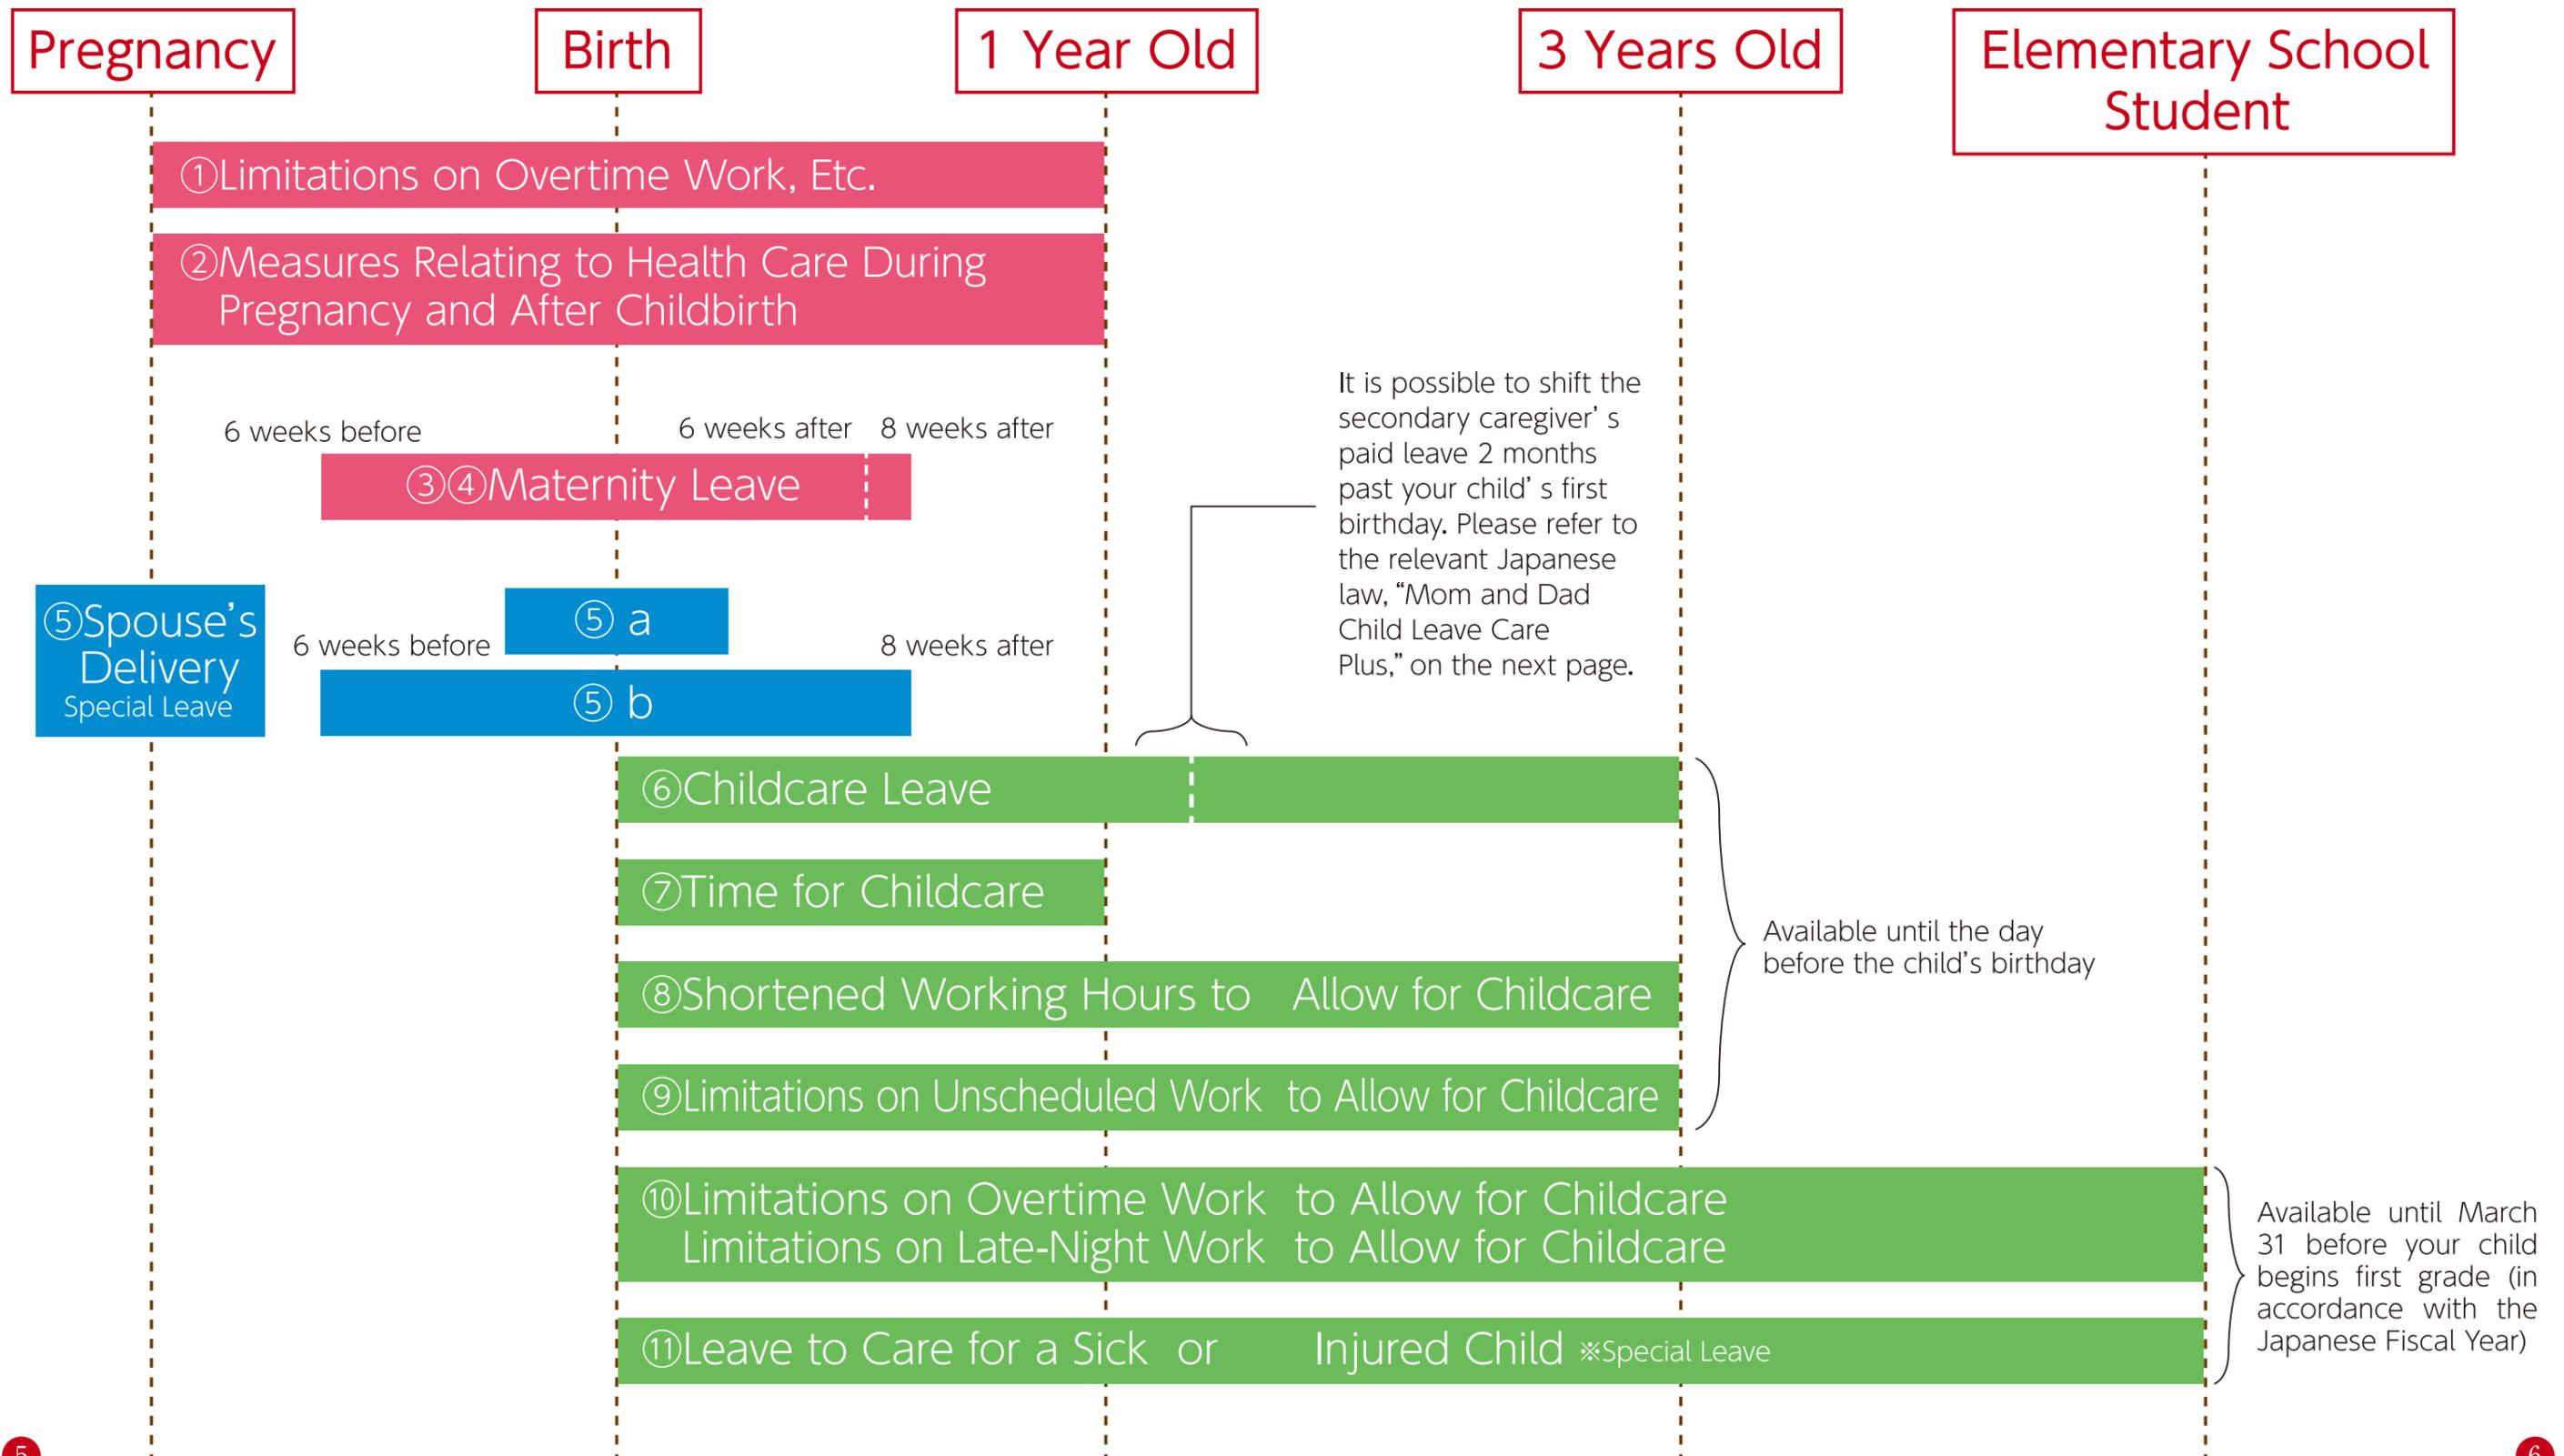 Pregnancy
Birth
1 Year Old
3 Years Old
Elementary School
Student
①Limitations on Overtime Work, Etc.
②Measures Relating to Health Care During
Pregnancy and After Childbirth
It is possible to shift the
secondary caregiver’ s
paid leave 2 months
past your child’ s first
birthday. Please refer to
the relevant Japanese
law, “Mom and Dad
Child Leave Care
Plus,” on the next page.
6 weeks before
6 weeks after
8 weeks after
③④Maternity Leave
⑤Spouse’s
Delivery
Special Leave
⑤ a
6 weeks before
8 weeks after
⑤ b
⑥Childcare Leave
⑦Time for Childcare
⑧Shortened Working Hours to Allow for Childcare
⑨Limitations on Unscheduled Work to Allow for Childcare
Available until the day
before the child’s birthday
⑩Limitations on Overtime Work to Allow for Childcare
Limitations on Late-Night Work to Allow for Childcare
⑪Leave to Care for a Sick or Injured Child ※Special Leave
Available until March
31 before your child
begins first grade (in
accordance with the
Japanese Fiscal Year)
5
6